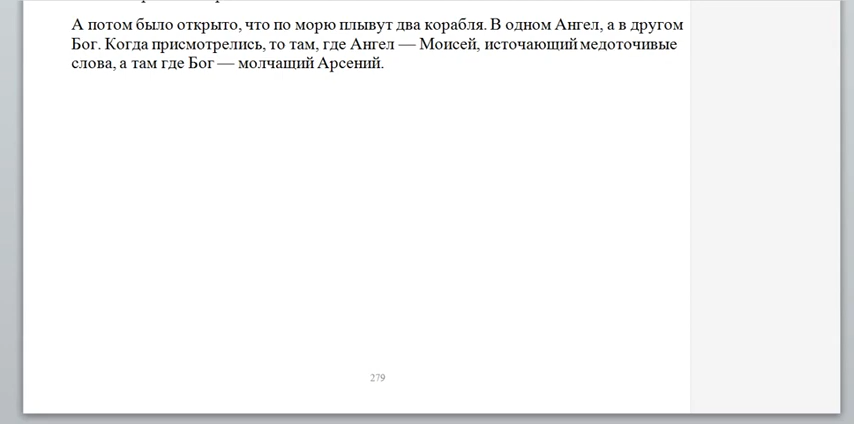 А потом было открыто, что по морю плывут два корабля. В одном Ангел, а в другом
Бог. Когда присмотрелись, то там, где Ангел — Моисей, источающий медоточивые
слова, а там где Бог — молчащий Арсений.
279